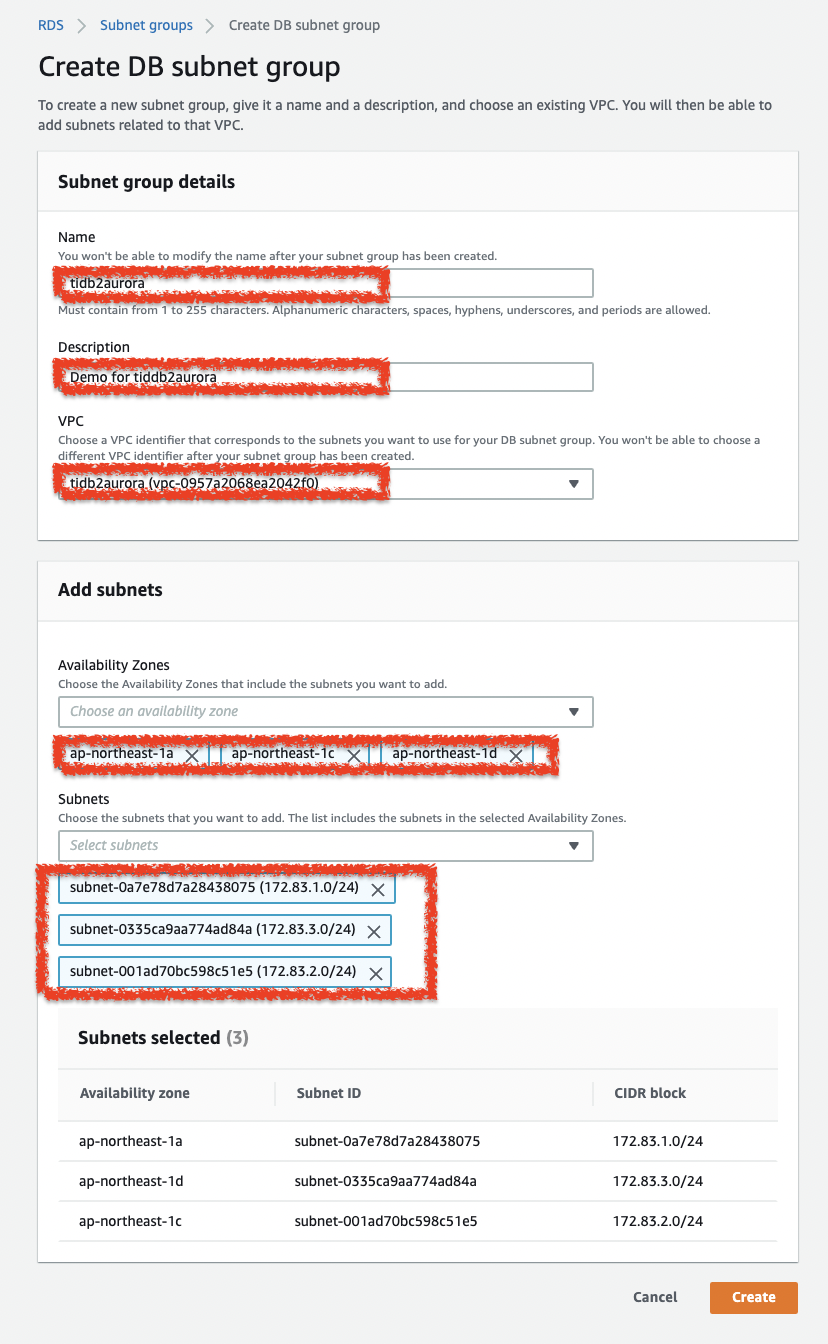 RDS > Subnet groups > Create DB subnet group
Create DB subnet group
To create a new subnet group, give it a name and a description, and choose an existing VPC. You will then be able to
add subnets related to that VPC.
Subnet group details
Name
You won't be able to modify the name after your subnet group has been created.
tidb2aurora
Must contain from 1 to 255 characters. Alphanumeric characters, spaces, hyphens, underscores, and periods are allowed.
Description
Demo for tiddb2aurora
VPC
Choose a VPC identifier that corresponds to the subnets you want to use for your DB subnet group. You won't be able to choose a
different VPC identifier after your subnet group has been created.
tidb2aurora (vpc-0957a2068ea2042f0)
Add subnets
Availability Zones
Choose the Availability Zones that include the subnets you want to add.
Choose an availability zone
ap-northeast-1a ap-northeast-1c ap-northeast-1d
Subnets
Choose the subnets that you want to add. The list includes the subnets in the selected Availability Zones.
Select subnets
subnet-0a7e78d7a28438075 (172.83.1.0/24)
subnet-0335ca9aa774ad84a (172.83.3.0/24)
subnet-001ad70bc598c51e5 (172.83.2.0/24)
Subnets selected (3)
Availability zone Subnet ID CIDR block
ap-northeast-1a subnet-0a7e78d7a28438075 172.83.1.0/24
ap-northeast-1d subnet-0335ca9aa774ad84a 172.83.3.0/24
ap-northeast-1c subnet-001ad70bc598c51e5 172.83.2.0/24
Cancel Create